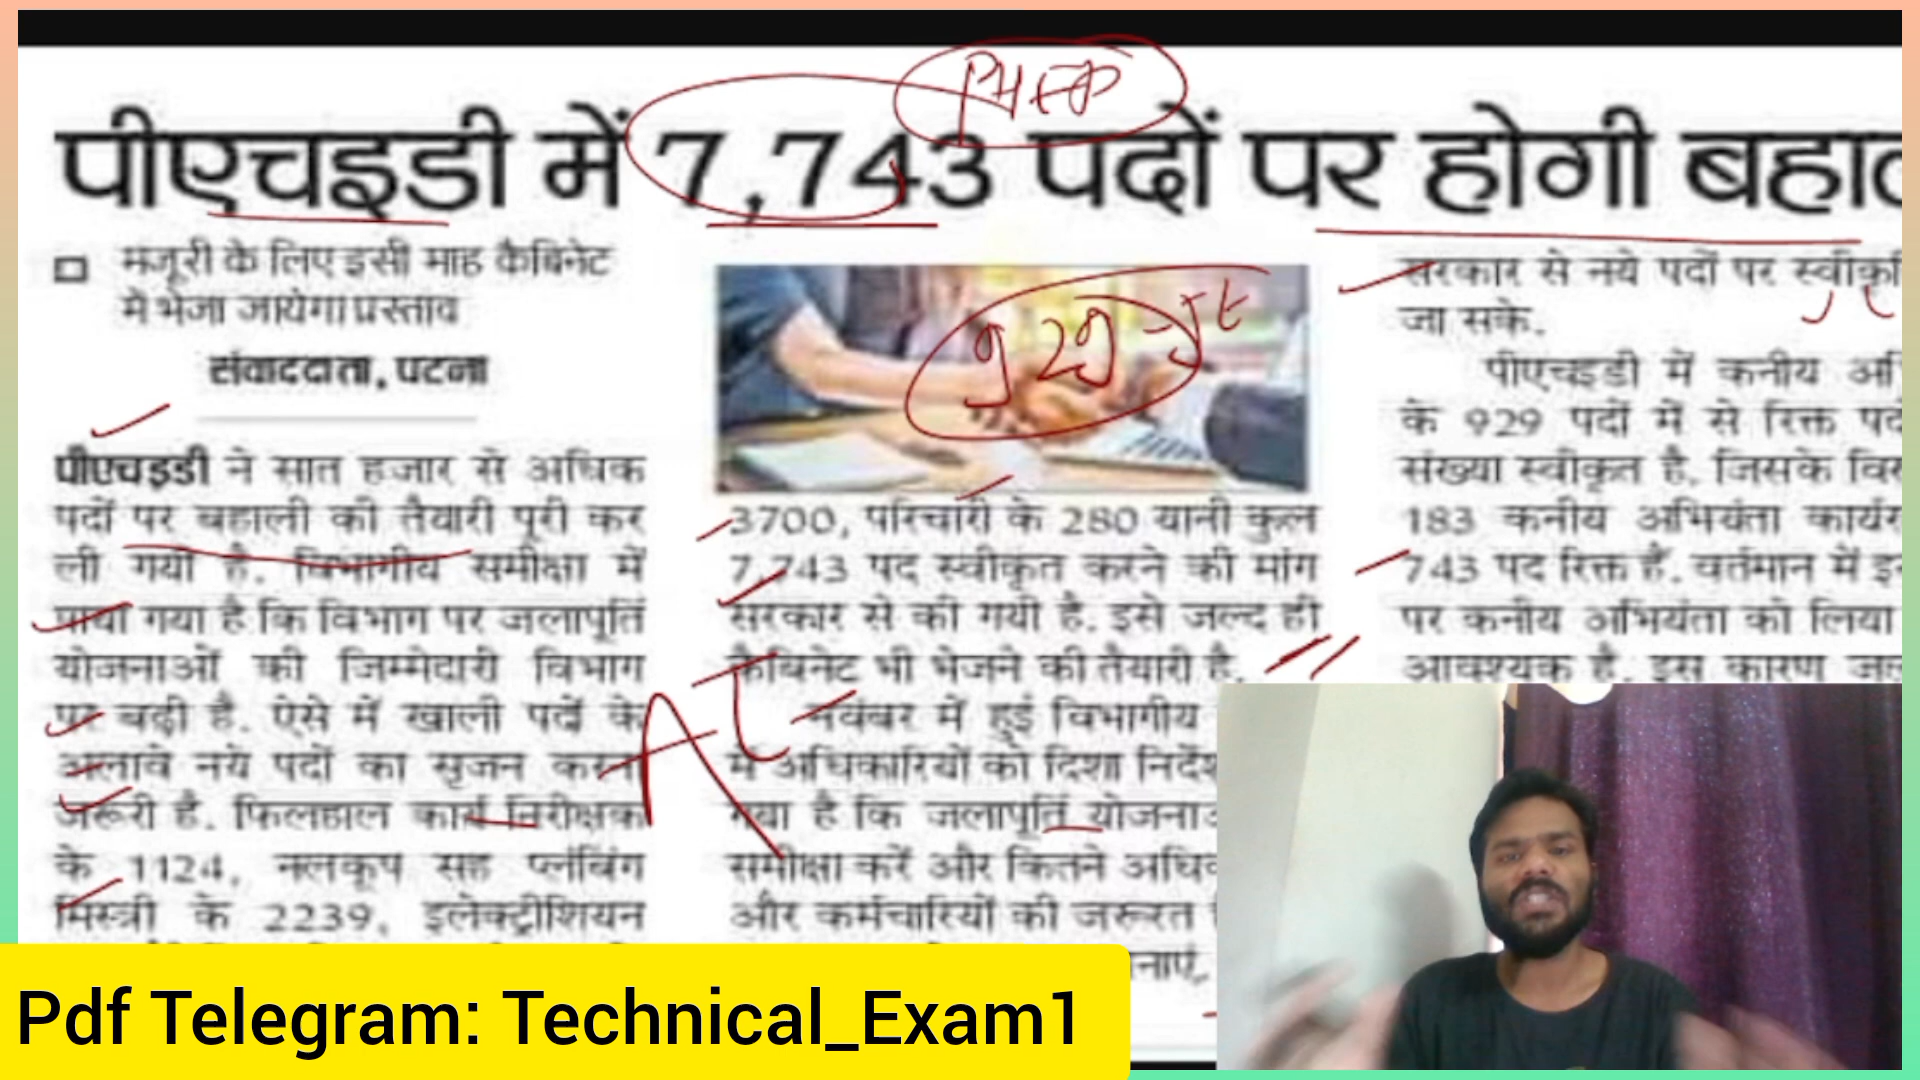 PHED
पीएचइडी में 7,743 पदों पर होगी
मंजूरी के लिए इसी माह कैबिनेट
में भेजा जायेगा प्रस्ताव
संवाददाता, पटना
पीएचइडी ने सात हजार से अधिक
पदों पर बहाली की तैयारी पूरी कर
ली गयी है. विभागीय समीक्षा में
पाया गया है कि विभाग पर जलापूर्ति
योजनाओं की जिम्मेदारी विभाग
पर बढ़ी है. ऐसे में खाली पदों के
अलावे नये पदों का सृजन करना
जरूरी है. फिलहाल कार्य निरीक्षक
के 1124, नलकूप सह प्लंबिंग
मिस्त्री के 2239, इलेक्ट्रीशियन
929 JE
3700, परिचारी के 280 यानी कुल
7,743 पद स्वीकृत करने की मांग
सरकार से की गयी है. इसे जल्द ही
कैबिनेट भी भेजने की तैयारी है.
नवंबर में हुई विभागीय
में अधिकारियों को दिशा निर्देश
गया है कि जलापूर्ति
समीक्षा करें और कितने
और कर्मचारियों की जरूरत
सरकार से नये पदों पर
जा सके.
पीएचइडी में कनीय
के 929 पदों में से रिक्त
संख्या स्वीकृत है. जिसके
183 कनीय अभियंता
743 पद रिक्त हैं. वर्तमान में
पर कनीय अभियंता को लिया
आवश्यक है. इस कारण
Pdf Telegram: Technical_Exam1